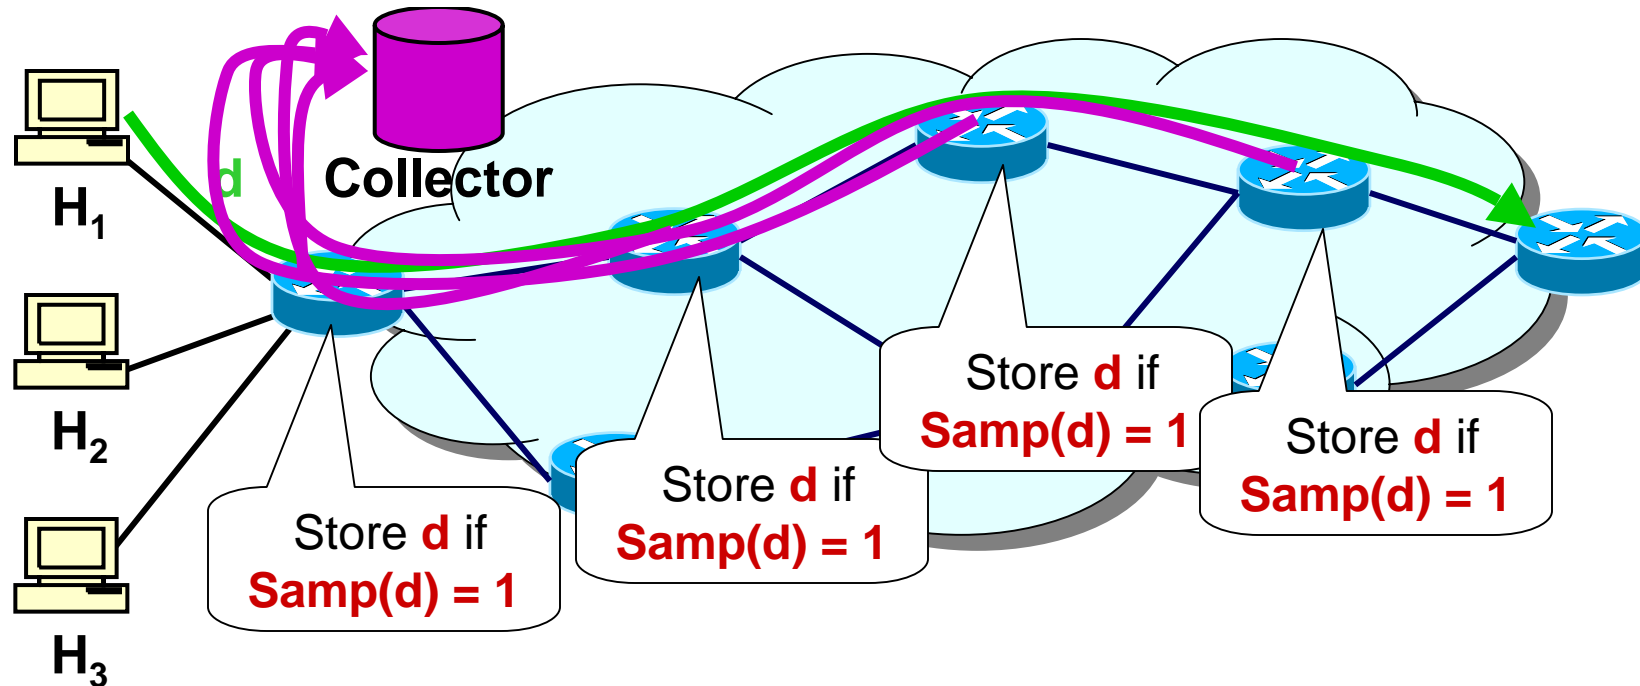 d
Collector
H1
H2
H3
Store d if
Samp(d) = 1
Store d if
Samp(d) = 1
Store d if
Samp(d) = 1
Store d if
Samp(d) = 1